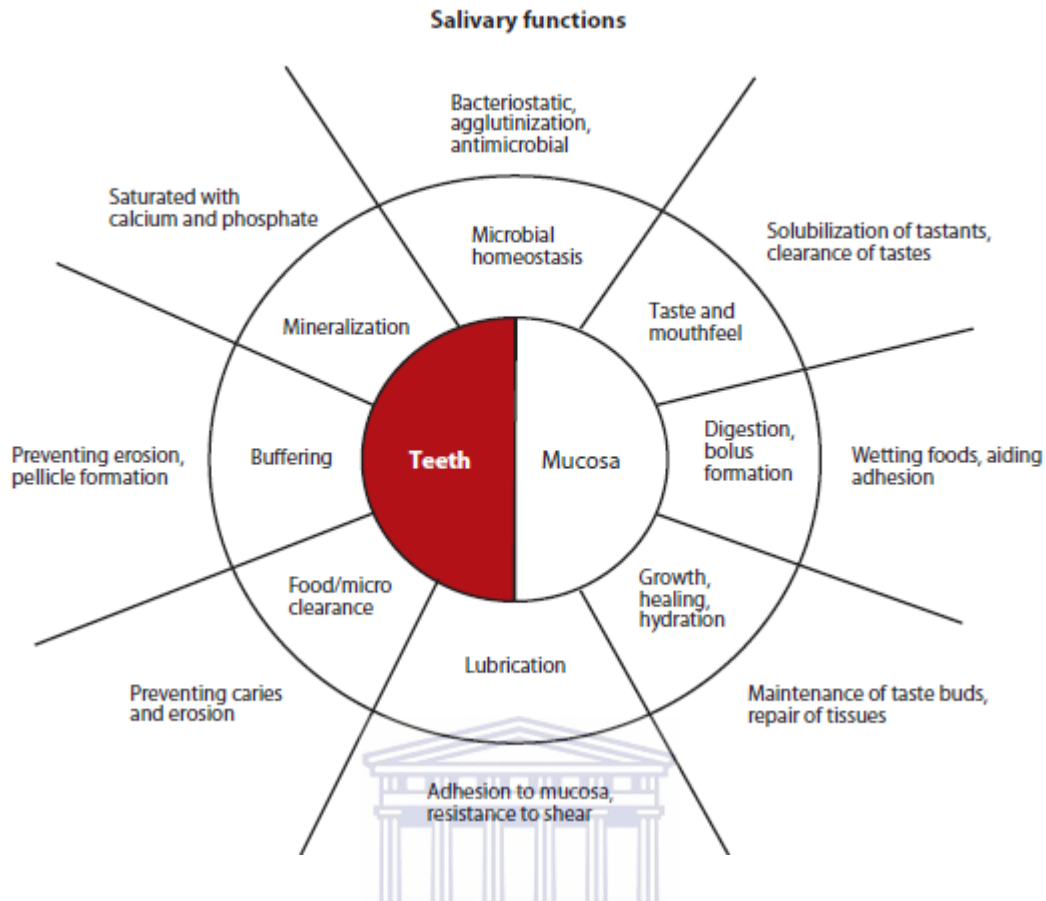 Salivary functions
Bacteriostatic,
agglutinization,
antimicrobial
Saturated with
calcium and phosphate
Microbial
homeostasis
Solubilization of tastants,
clearance of tastes
Mineralization
Taste and
mouthfeel
Preventing erosion,
pellicle formation
Buffering
Teeth
Mucosa
Digestion,
bolus
formation
Wetting foods, aiding
adhesion
Food/micro
clearance
Growth,
healing,
hydration
Lubrication
Preventing caries
and erosion
Maintenance of taste buds,
repair of tissues
Adhesion to mucosa,
resistance to shear